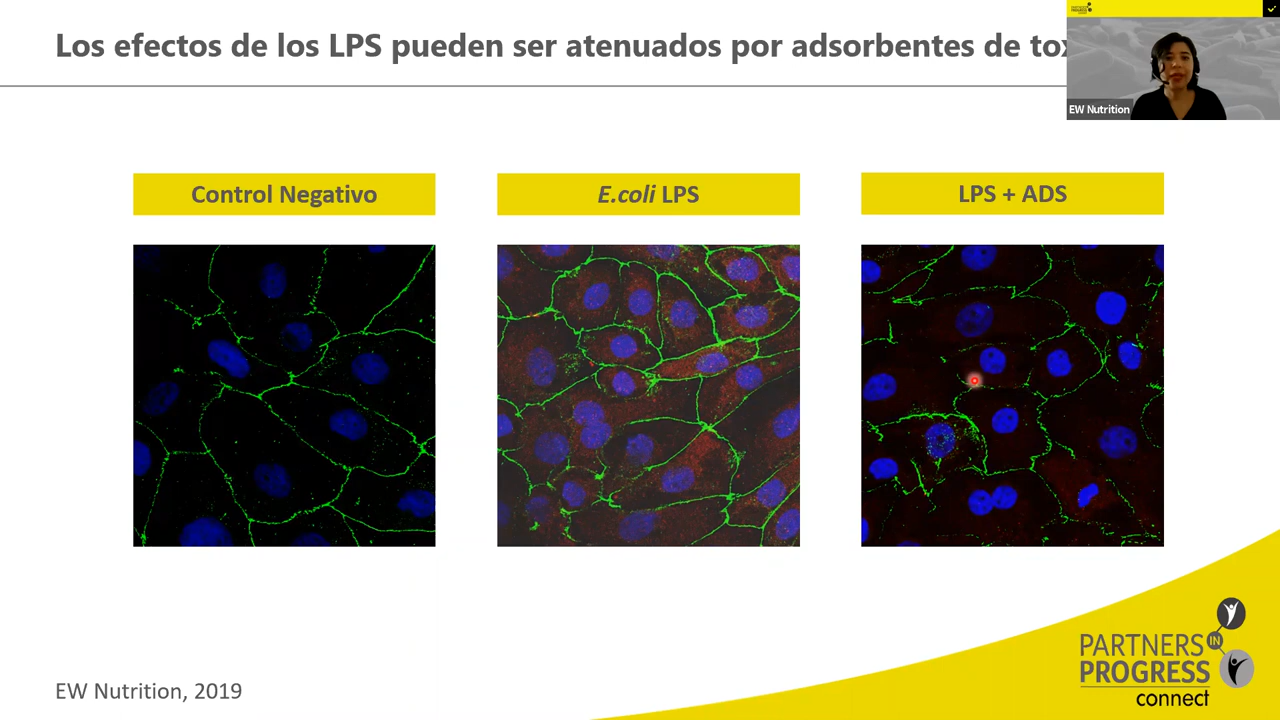 Los efectos de los LPS pueden ser atenuados por adsorbentes de
EW Nutrition
Control Negativo
E.coli LPS
LPS + ADS
PARTNERS
IN
PROGRESS
connect
EW Nutrition, 2019